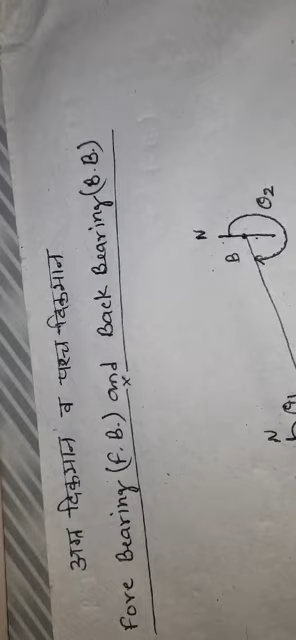 अग्र दिक्मान व पश्च दिक्मान
Fore Bearing (F.B.) and Back Bearing (B.B.)
N
B
θ2
N
θ1